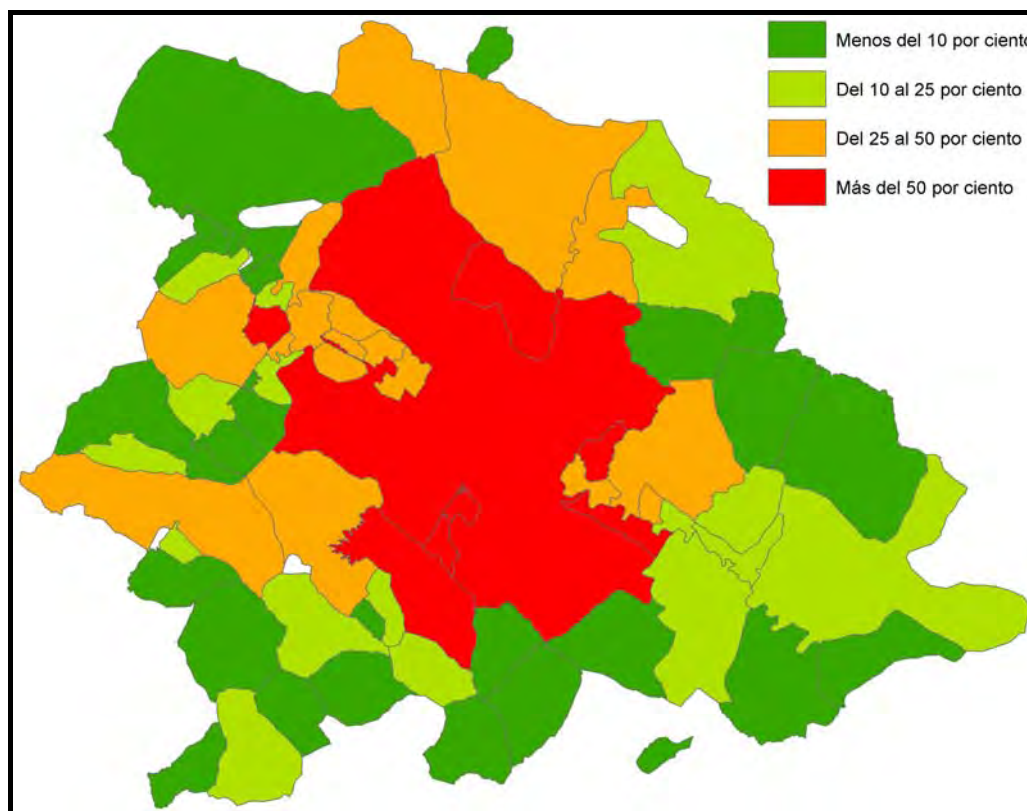 Menos del 10 por ciento
Del 10 al 25 por ciento
Del 25 al 50 por ciento
Más del 50 por ciento